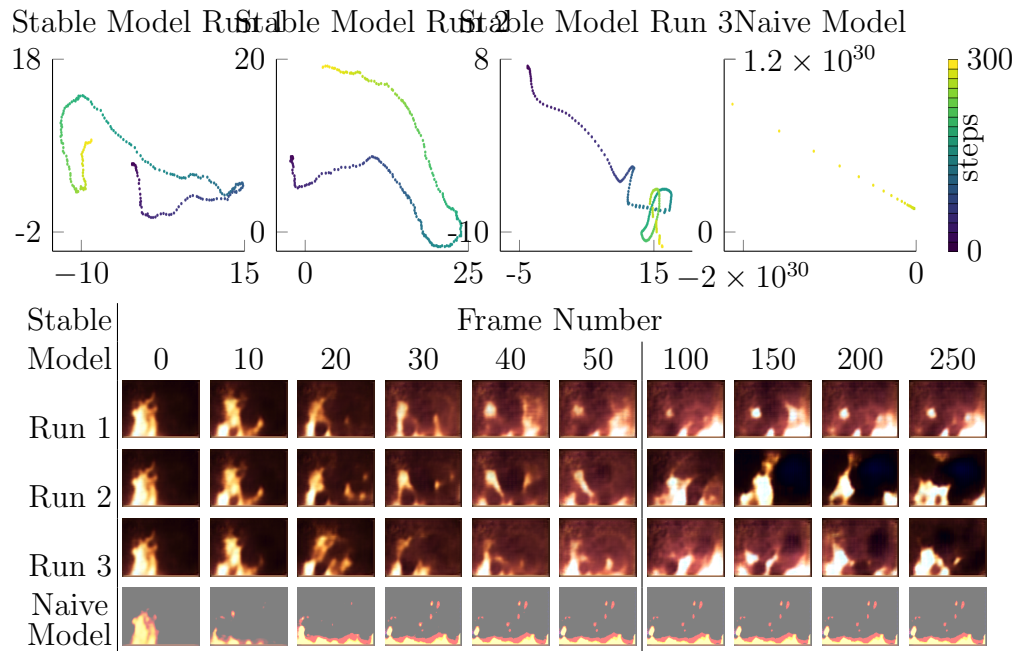 Stable Model Run 1
Stable Model Run 2
Stable Model Run 3
Naive Model
18
-2
−10
15
20
0
0
25
8
-10
-5
15
1.2 × 10^30
0
−2 × 10^30
0
300
steps
0
Stable Model
Frame Number
0 10 20 30 40 50 100 150 200 250
Run 1
Run 2
Run 3
Naive
Model